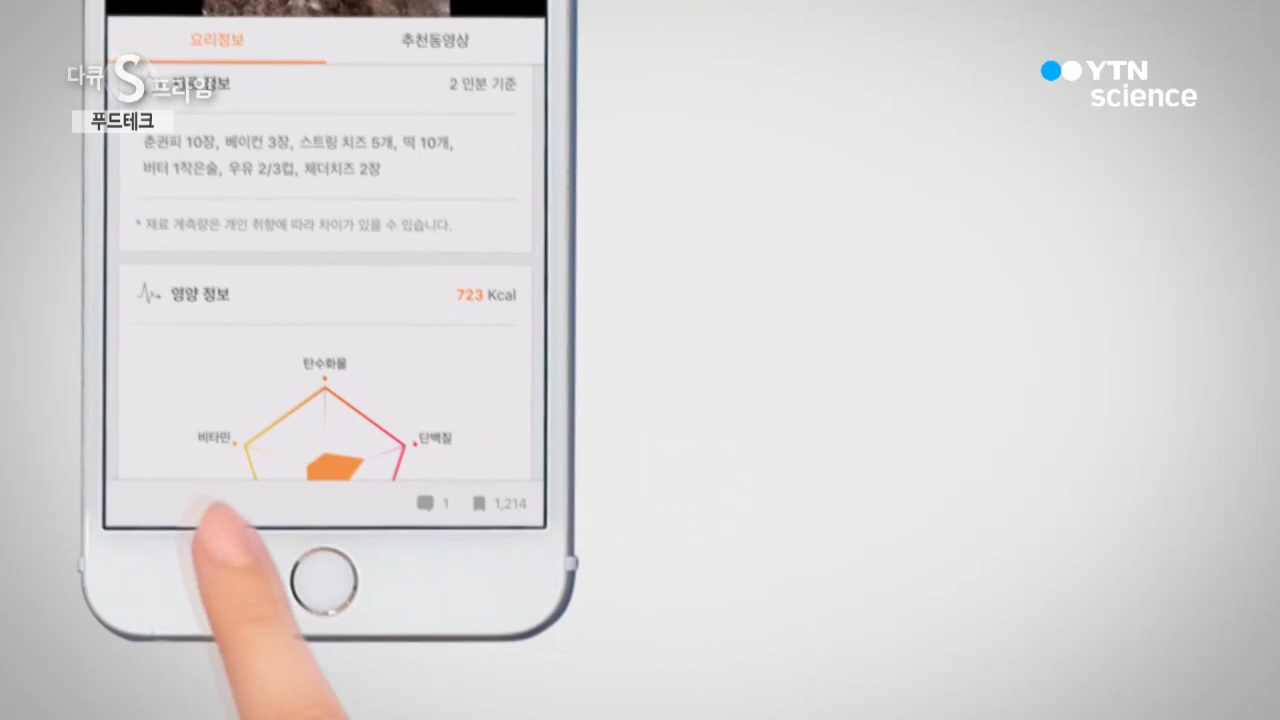 요리정보 추천동영상
다큐 S 프라임
정보 2 인분 기준
푸드테크
춘권피 10장, 베이컨 3장, 스트링 치즈 5개, 떡 10개,
버터 1작은술, 우유 2/3컵, 체더치즈 2장
* 재료 계측량은 개인 취향에 따라 차이가 있을 수 있습니다.
영양 정보 723 Kcal
탄수화물
비타민 단백질
1 1,214
YTN
science